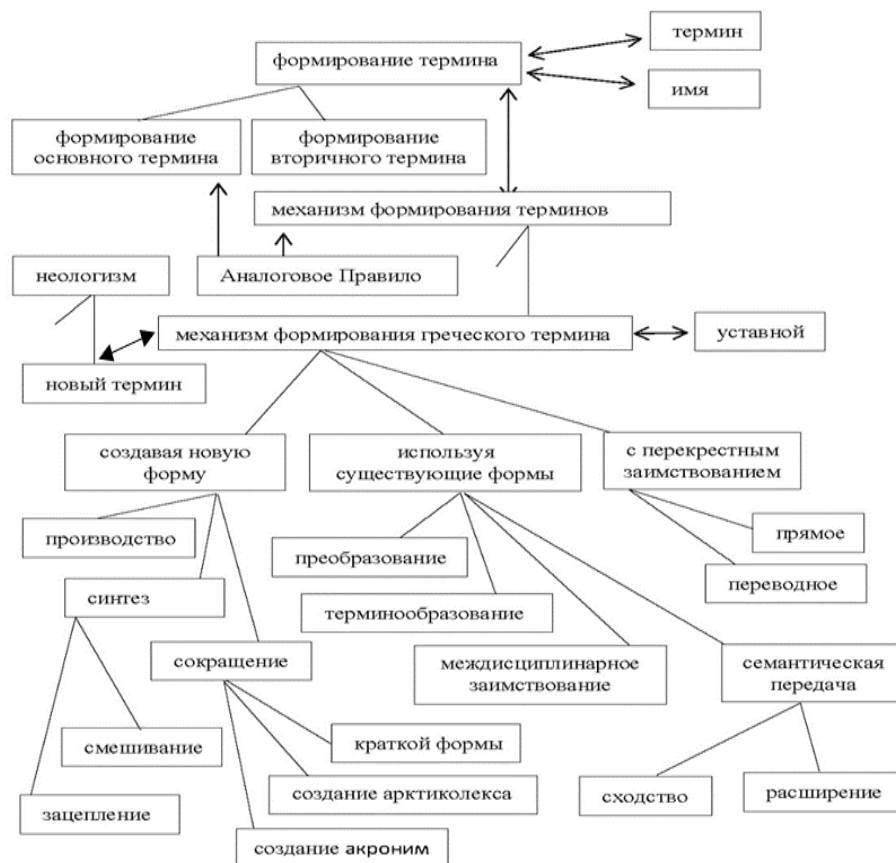 термин
формирование термина
имя
формирование
основного термина
формирование
вторичного термина
механизм формирования терминов
неологизм
Аналоговое Правило
механизм формирования греческого термина
уставной
новый термин
создавая новую
форму
используя
существующие формы
с перекрестным
заимствованием
производство
прямое
преобразование
переводное
синтез
терминообразование
сокращение
междисциплинарное
заимствование
семантическая
передача
смешивание
краткой формы
зацепление
создание арктиколекса
сходство
расширение
создание акроним